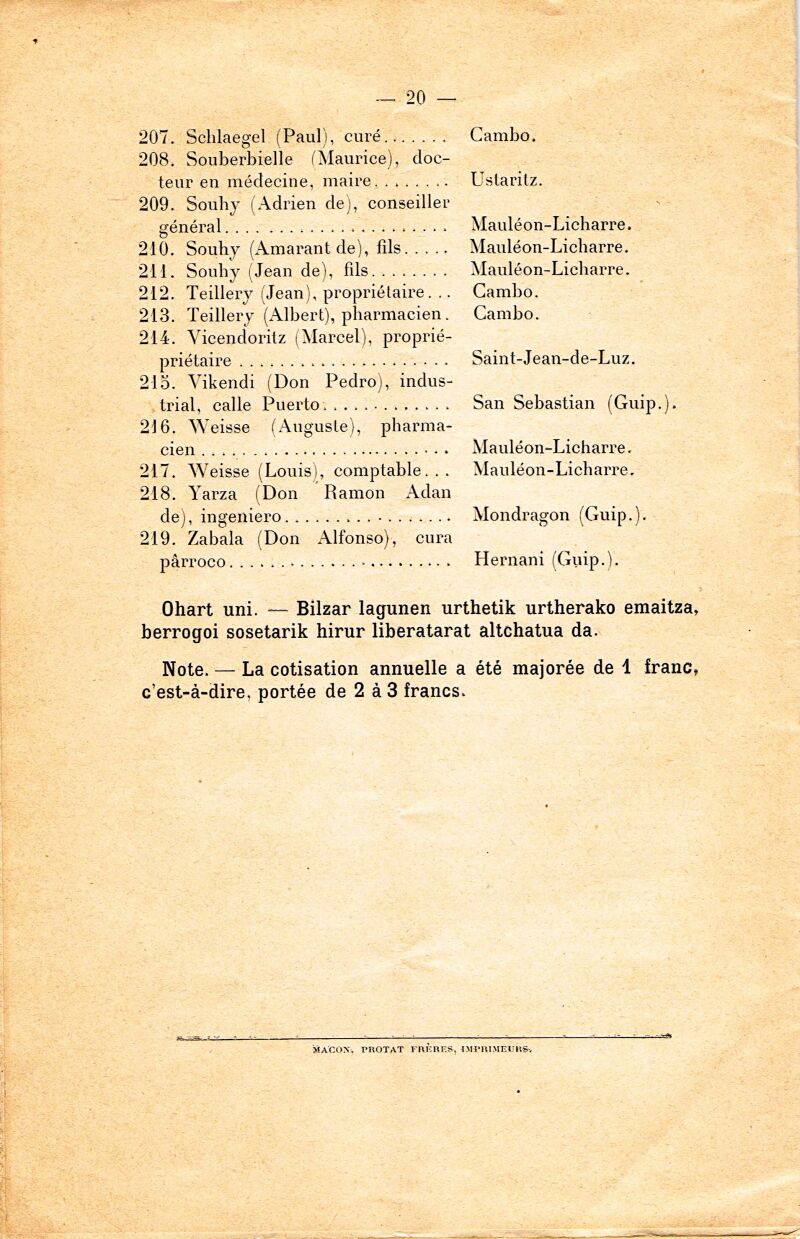 — 20 —
207. Schlaegel (Paul), curé....... Cambo.
208. Souberbielle (Maurice), doc-
teur en médecine, maire........ Ustaritz.
209. Souhy (Adrien de), conseiller
général...................... Mauléon-Licharre.
210. Souhy (Amarant de), fils..... Mauléon-Licharre.
211. Souhy (Jean de), fils........ Mauléon-Licharre.
212. Teillery (Jean), propriétaire... Cambo.
213. Teillery (Albert), pharmacien. Cambo.
214. Vicendoritz (Marcel), proprié-
priétaire..................... Saint-Jean-de-Luz.
215. Vikendi (Don Pedro), indus-
trial, calle Puerto............. San Sebastian (Guip.).
216. Weisse (Auguste), pharma-
cien......................... Mauléon-Licharre.
217. Weisse (Louis), comptable... Mauléon-Licharre.
218. Yarza (Don Ramon Adan
de), ingeniero................. Mondragon (Guip.).
219. Zabala (Don Alfonso), cura
pârroco....................... Hernani (Guip.).
Ohart uni. — Bilzar lagunen urthetik urtherako emaitza,
berrogoi sosetarik hirur liberatarat altchatua da.
Note. — La cotisation annuelle a été majorée de 1 franc,
c'est-à-dire, portée de 2 à 3 francs.
MACON, PROTAT FRÈRES, IMPRIMEURS.